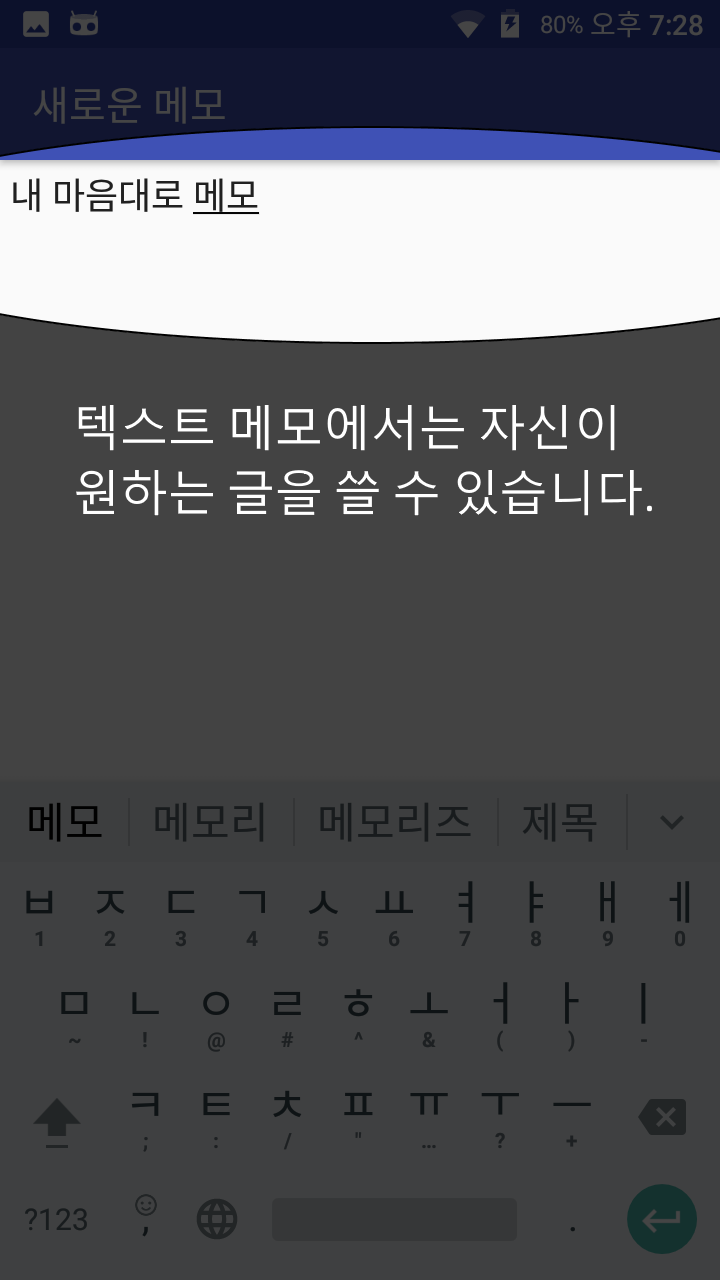 80% 오후 7:28
새로운 메모
내 마음대로 메모
텍스트 메모에서는 자신이
원하는 글을 쓸 수 있습니다.
메모 메모리 메모리즈 제목
ㅂ ㅈ ㄷ ㄱ ㅅ ㅛ ㅕ ㅑ ㅐ ㅔ
1 2 3 4 5 6 7 8 9 0
ㅁ ㄴ ㅇ ㄹ ㅎ ㅗ ㅓ ㅏ ㅣ
~ ! @ # ^ & ( ) -
ㅋ ㅌ ㅊ ㅍ ㅠ ㅜ ㅡ
; : / " … ? +
?123 , .